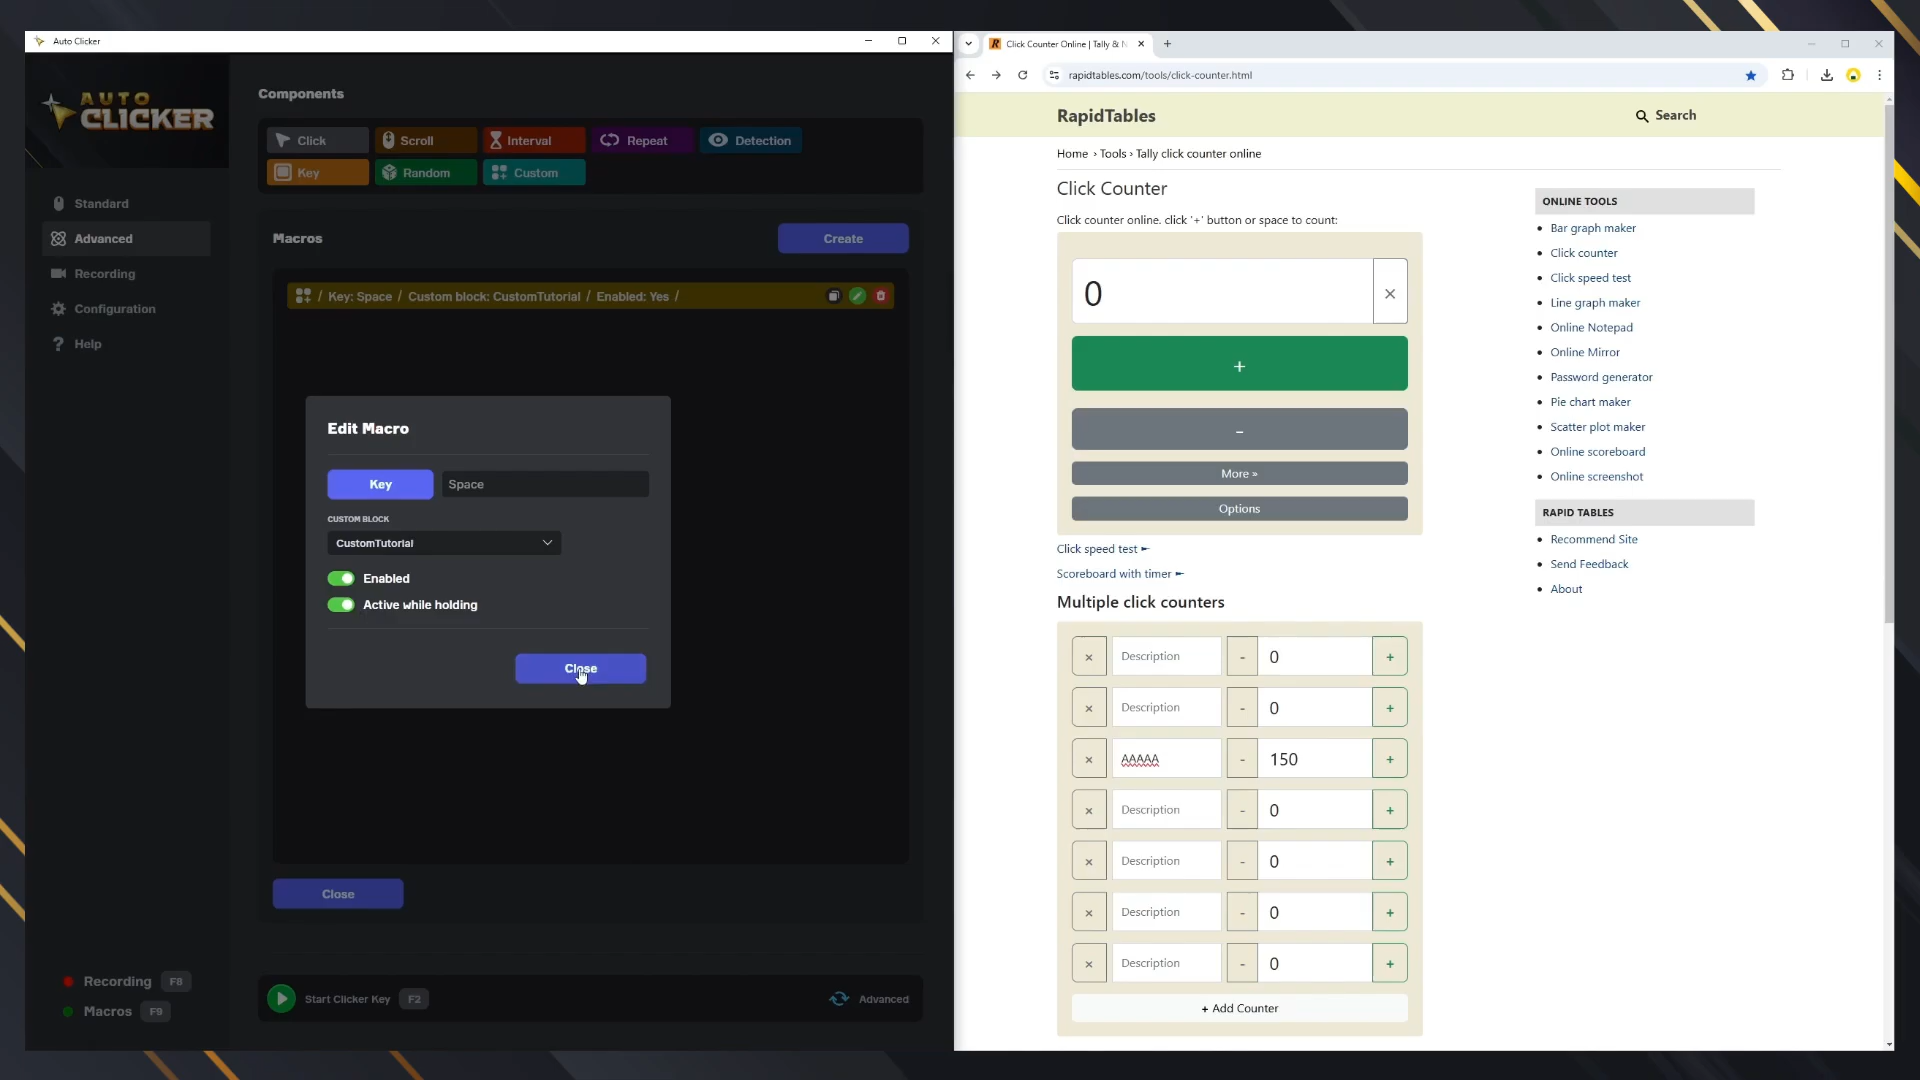 Auto Clicker
AUTO
CLICKER
Standard
Advanced
Recording
Configuration
Help
Recording F8
Macros F9
Components
Click
Scroll
Interval
Repeat
Detection
Key
Random
Custom
Macros
Create
/ Key: Space / Custom block: CustomTutorial / Enabled: Yes /
Edit Macro
Key
Space
CUSTOM BLOCK
CustomTutorial
Enabled
Active while holding
Close
Close
Start Clicker Key F2
Advanced
Click Counter Online | Tally & N
rapidtables.com/tools/click-counter.html
RapidTables
Search
Home › Tools › Tally click counter online
Click Counter
Click counter online. click '+' button or space to count:
0 ×
+
-
More »
Options
Click speed test ►
Scoreboard with timer ►
Multiple click counters
× Description - 0 +
× Description - 0 +
× AAAAA - 150 +
× Description - 0 +
× Description - 0 +
× Description - 0 +
× Description - 0 +
+ Add Counter
ONLINE TOOLS
Bar graph maker
Click counter
Click speed test
Line graph maker
Online Notepad
Online Mirror
Password generator
Pie chart maker
Scatter plot maker
Online scoreboard
Online screenshot
RAPID TABLES
Recommend Site
Send Feedback
About